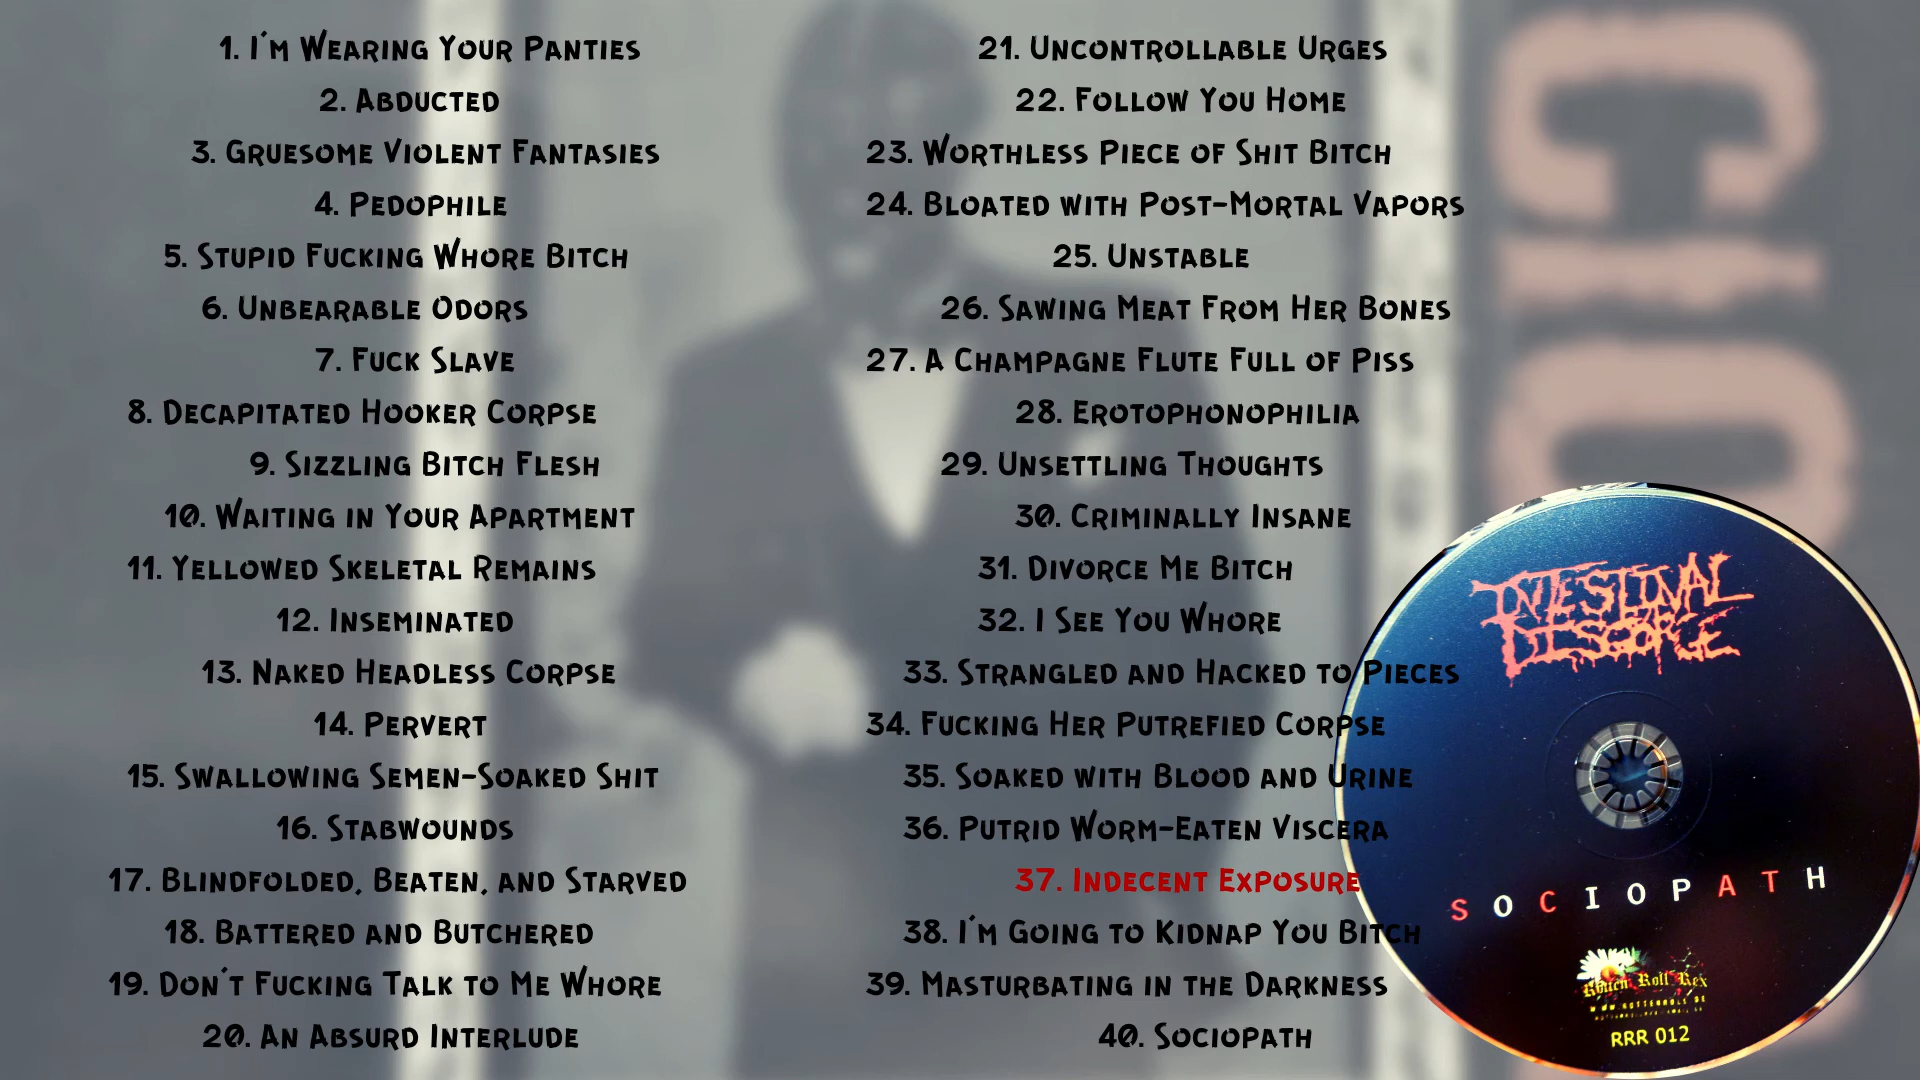 1. I'm Wearing Your Panties
2. Abducted
3. Gruesome Violent Fantasies
4. Pedophile
5. Stupid Fucking Whore Bitch
6. Unbearable Odors
7. Fuck Slave
8. Decapitated Hooker Corpse
9. Sizzling Bitch Flesh
10. Waiting in Your Apartment
11. Yellowed Skeletal Remains
12. Inseminated
13. Naked Headless Corpse
14. Pervert
15. Swallowing Semen-Soaked Shit
16. Stabwounds
17. Blindfolded, Beaten, and Starved
18. Battered and Butchered
19. Don't Fucking Talk to Me Whore
20. An Absurd Interlude
21. Uncontrollable Urges
22. Follow You Home
23. Worthless Piece of Shit Bitch
24. Bloated with Post-Mortal Vapors
25. Unstable
26. Sawing Meat From Her Bones
27. A Champagne Flute Full of Piss
28. Erotophonophilia
29. Unsettling Thoughts
30. Criminally Insane
31. Divorce Me Bitch
32. I See You Whore
33. Strangled and Hacked to Pieces
34. Fucking Her Putrefied Corpse
35. Soaked with Blood and Urine
36. Putrid Worm-Eaten Viscera
37. Indecent Exposure
38. I'm Going to Kidnap You Bitch
39. Masturbating in the Darkness
40. Sociopath
CIO
INTESTINAL
DISGORGE
SOCIOPATH
Rotten Roll Rex
WWW.ROTTENROLL.DE
RRR 012